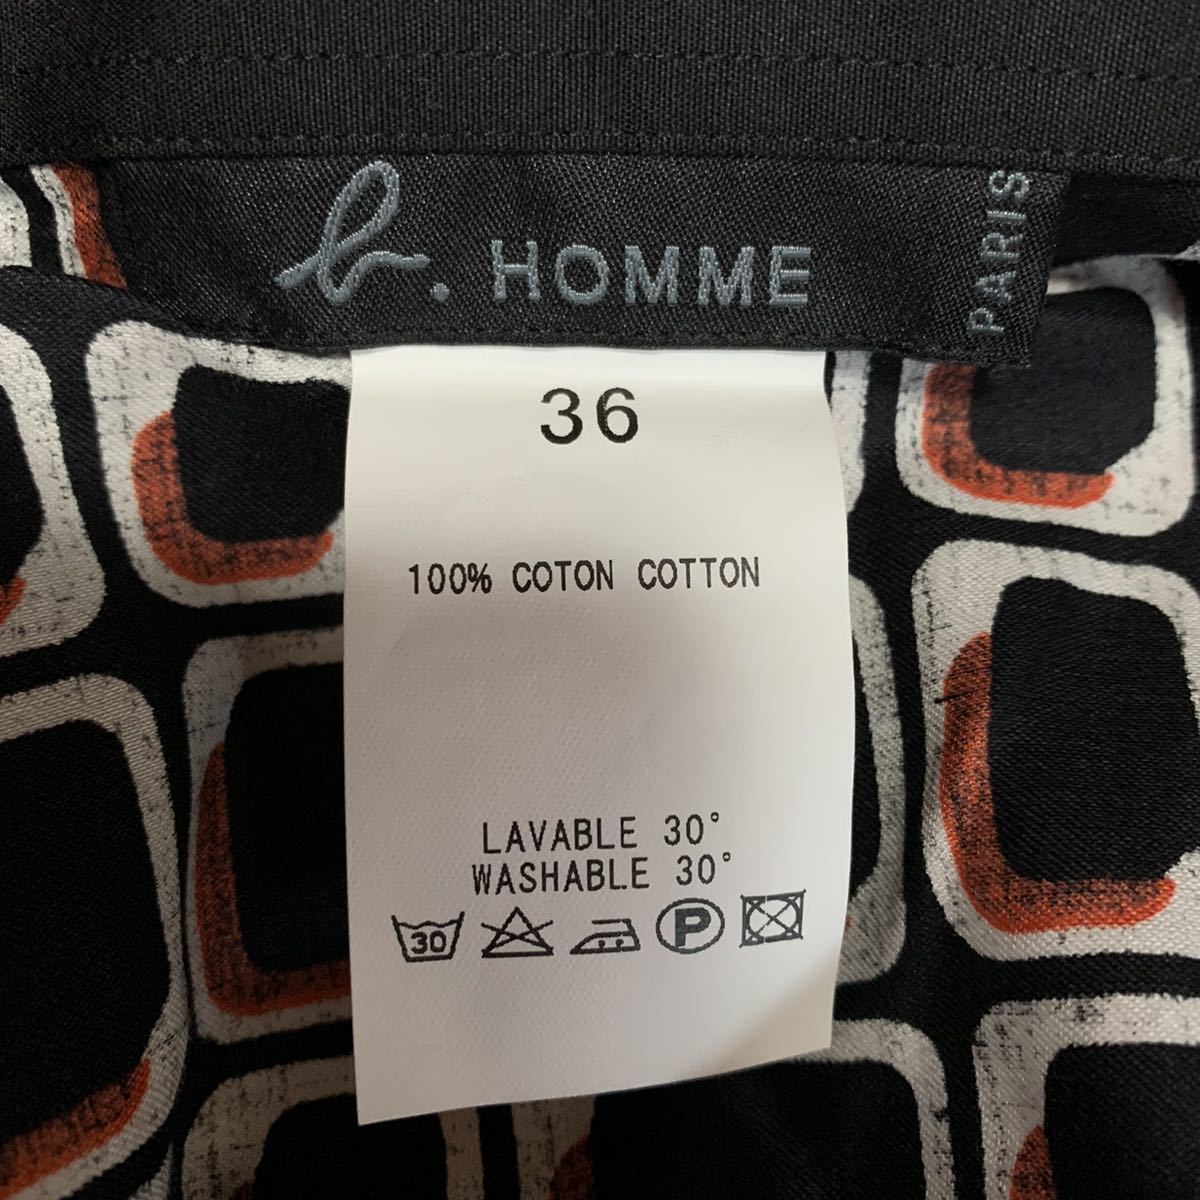 b. HOMME
PARIS
36
100% COTON COTTON
LAVABLE 30°
WASHABLE 30°
30 P